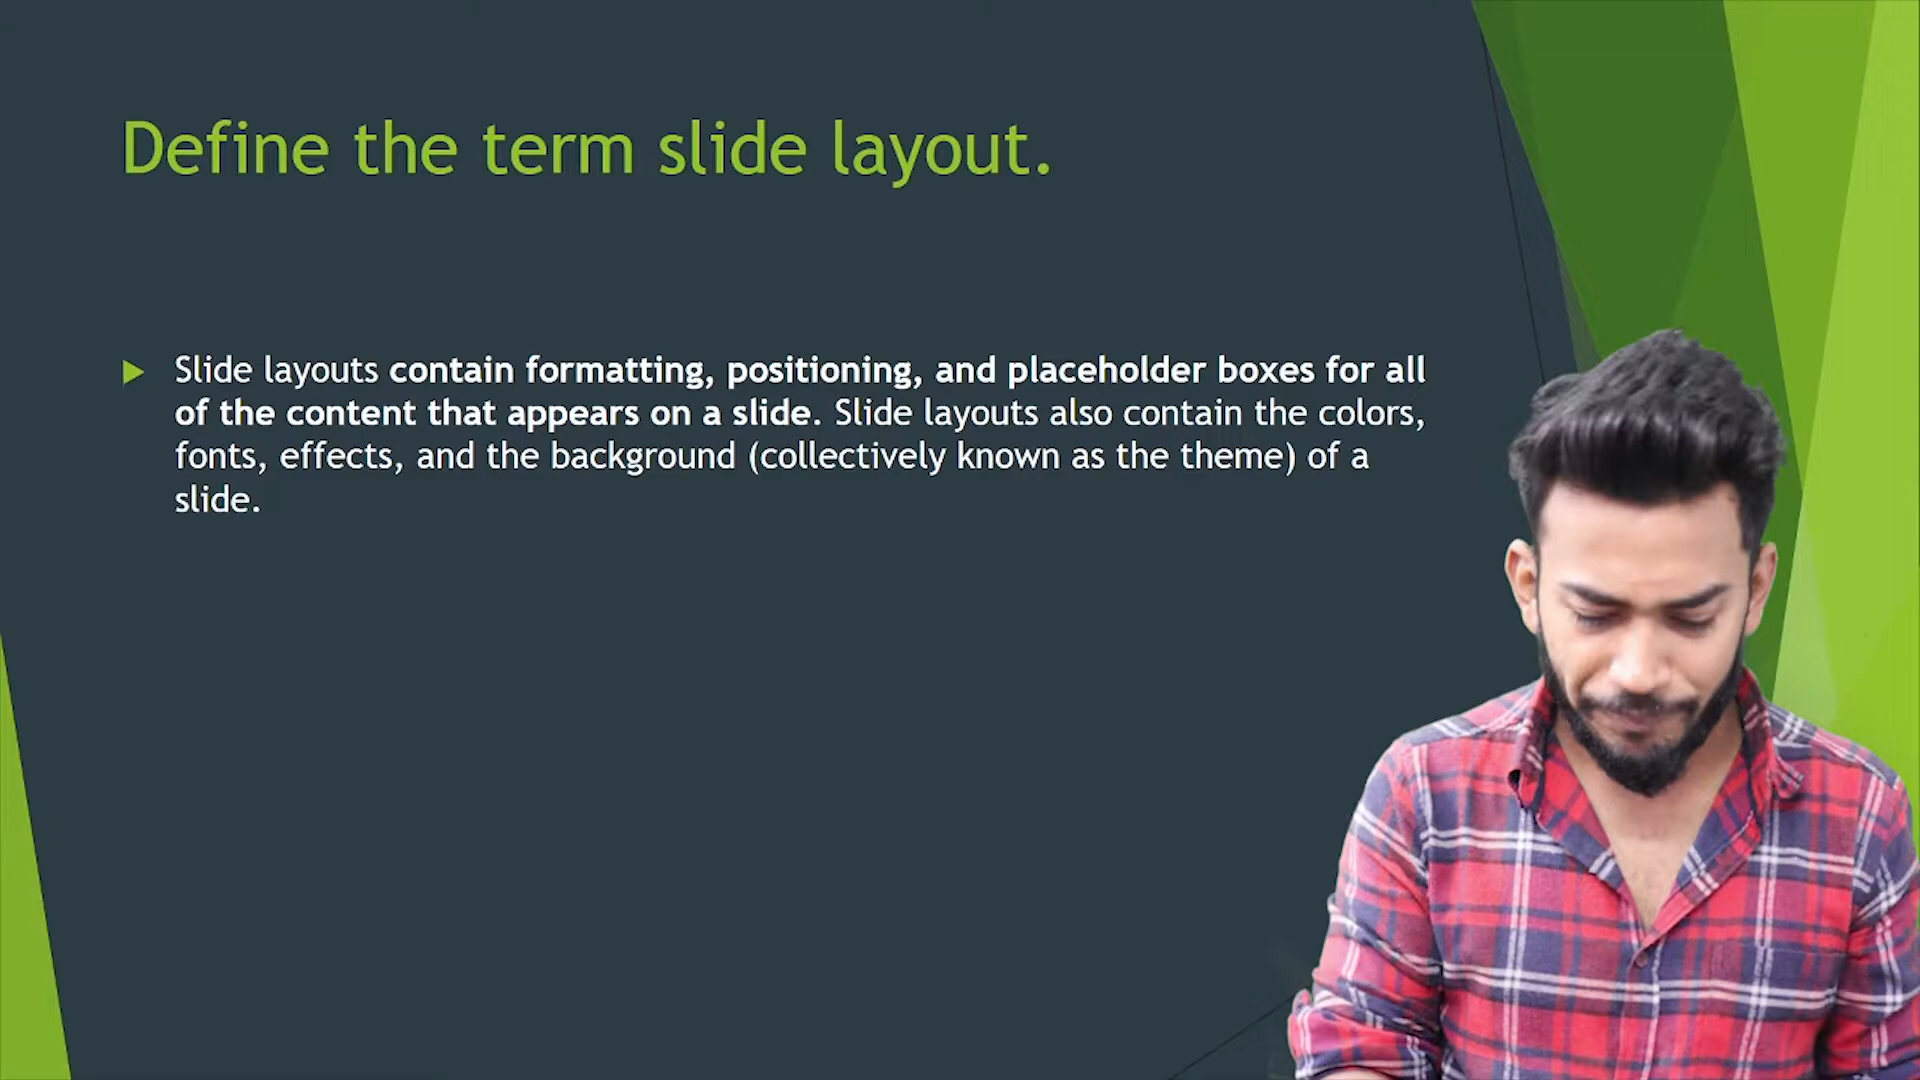 Define the term slide layout.
Slide layouts contain formatting, positioning, and placeholder boxes for all
of the content that appears on a slide. Slide layouts also contain the colors,
fonts, effects, and the background (collectively known as the theme) of a
slide.